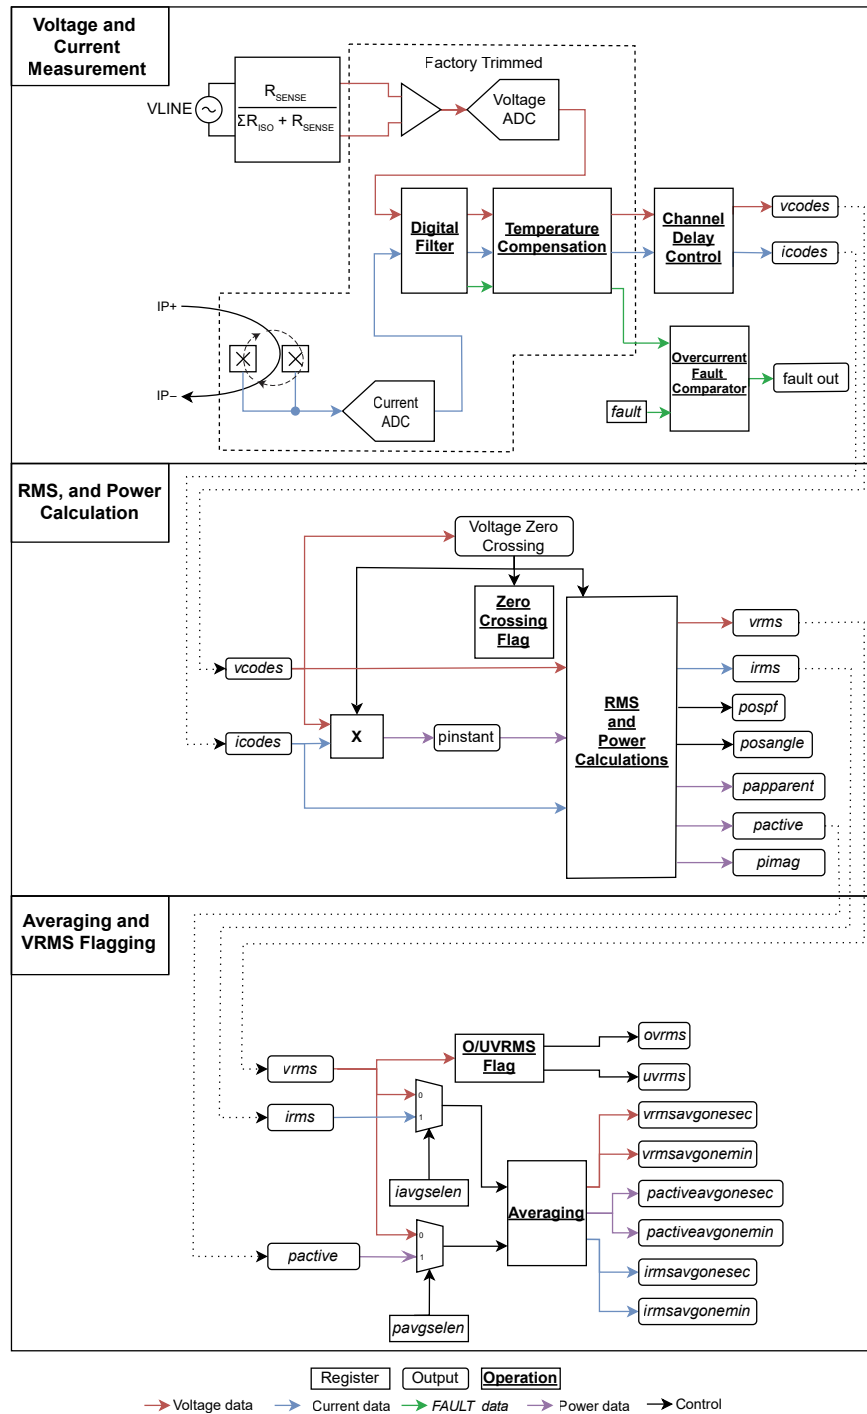 Voltage and
Current
Measurement
Factory Trimmed
VLINE
RSENSE
ΣRISO + RSENSE
Voltage
ADC
Digital
Filter
Temperature
Compensation
Channel
Delay
Control
vcodes
icodes
IP+
IP–
Current
ADC
Overcurrent
Fault
Comparator
fault
fault out
RMS, and Power
Calculation
Voltage Zero
Crossing
Zero
Crossing
Flag
vcodes
icodes
X
pinstant
RMS
and
Power
Calculations
vrms
irms
pospf
posangle
papparent
pactive
pimag
Averaging and
VRMS Flagging
vrms
irms
O/UVRMS
Flag
ovrms
uvrms
0
1
iavgselen
pactive
0
1
pavgselen
Averaging
vrmsavgonesec
vrmsavgonemin
pactiveavgonesec
pactiveavgonemin
irmsavgonesec
irmsavgonemin
Register
Output
Operation
Voltage data
Current data
FAULT data
Power data
Control